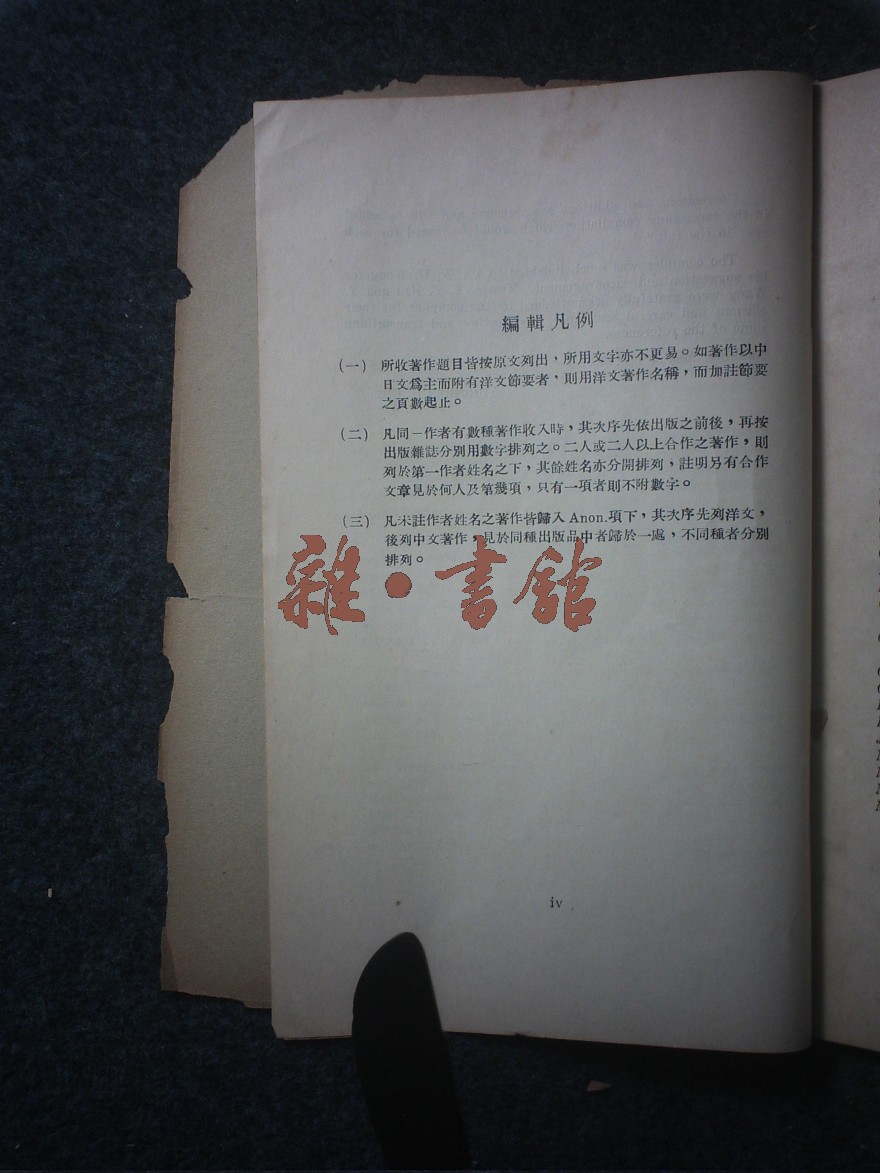 編輯凡例
(一) 所收著作題目皆按原文列出，所用文字亦不更易。如著作以中
日文爲主而附有洋文節要者，則用洋文著作名稱，而加註節要
之頁數起止。
(二) 凡同一作者有數種著作收入時，其次序先依出版之前後，再按
出版雜誌分別用數字排列之。二人或二人以上合作之著作，則
列於第一作者姓名之下，其餘姓名亦分開排列，註明另有合作
文章見於何人及第幾項，只有一項者則不附數字。
(三) 凡未註作者姓名之著作皆歸入 Anon. 項下，其次序先列洋文，
後列中文著作，見於同種出版品中者歸於一處，不同種者分別
排列。
雜•書館
iv